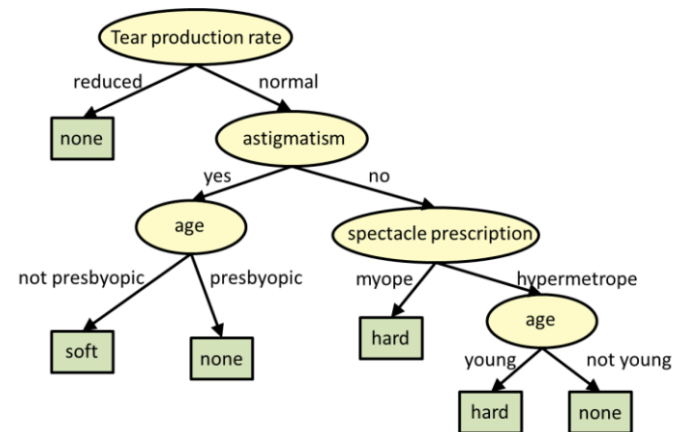 Tear production rate
reduced
normal
none
astigmatism
yes
no
age
spectacle prescription
not presbyopic
presbyopic
myope
hypermetrope
soft
none
hard
age
young
not young
hard
none